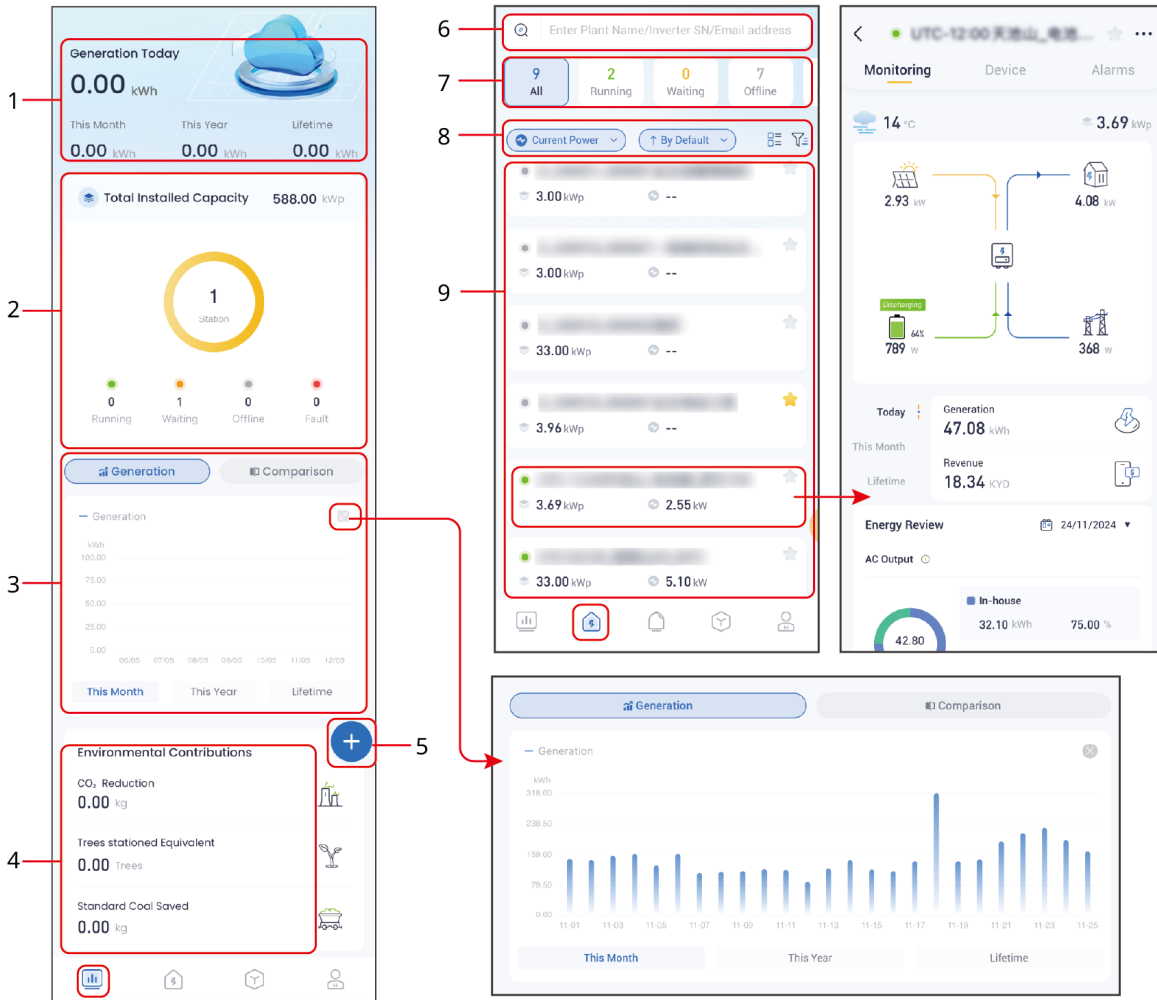 1
Generation Today
0.00 kWh
This Month This Year Lifetime
0.00 kWh 0.00 kWh 0.00 kWh
2
Total Installed Capacity 588.00 kWp
1
Station
0 1 0 0
Running Waiting Offline Fault
3
Generation Comparison
Generation
kWh
100.00
75.00
50.00
25.00
0.00
06/05 07/05 08/05 09/05 10/05 11/05 12/05
This Month This Year Lifetime
4
Environmental Contributions
CO₂ Reduction
0.00 kg
Trees stationed Equivalent
0.00 Trees
Standard Coal Saved
0.00 kg
5
6
Enter Plant Name/Inverter SN/Email address
7
9 2 0 7
All Running Waiting Offline
8
Current Power ↑ By Default
9
3.00 kWp --
3.00 kWp --
33.00 kWp --
3.96 kWp --
3.69 kWp 2.55 kW
33.00 kWp 5.10 kW
UTC-12:00天池山_电池...
Monitoring Device Alarms
14 °C 3.69 kWp
2.93 kW 4.08 kW
Discharging
64%
789 W 368 W
Today
This Month
Lifetime
Generation
47.08 kWh
Revenue
18.34 KYD
Energy Review 24/11/2024
AC Output
42.80
In-house
32.10 kWh 75.00 %
Generation Comparison
Generation
kWh
318.00
238.50
159.00
79.50
0.00
11-01 11-03 11-05 11-07 11-09 11-11 11-13 11-15 11-17 11-19 11-21 11-23 11-25
This Month This Year Lifetime